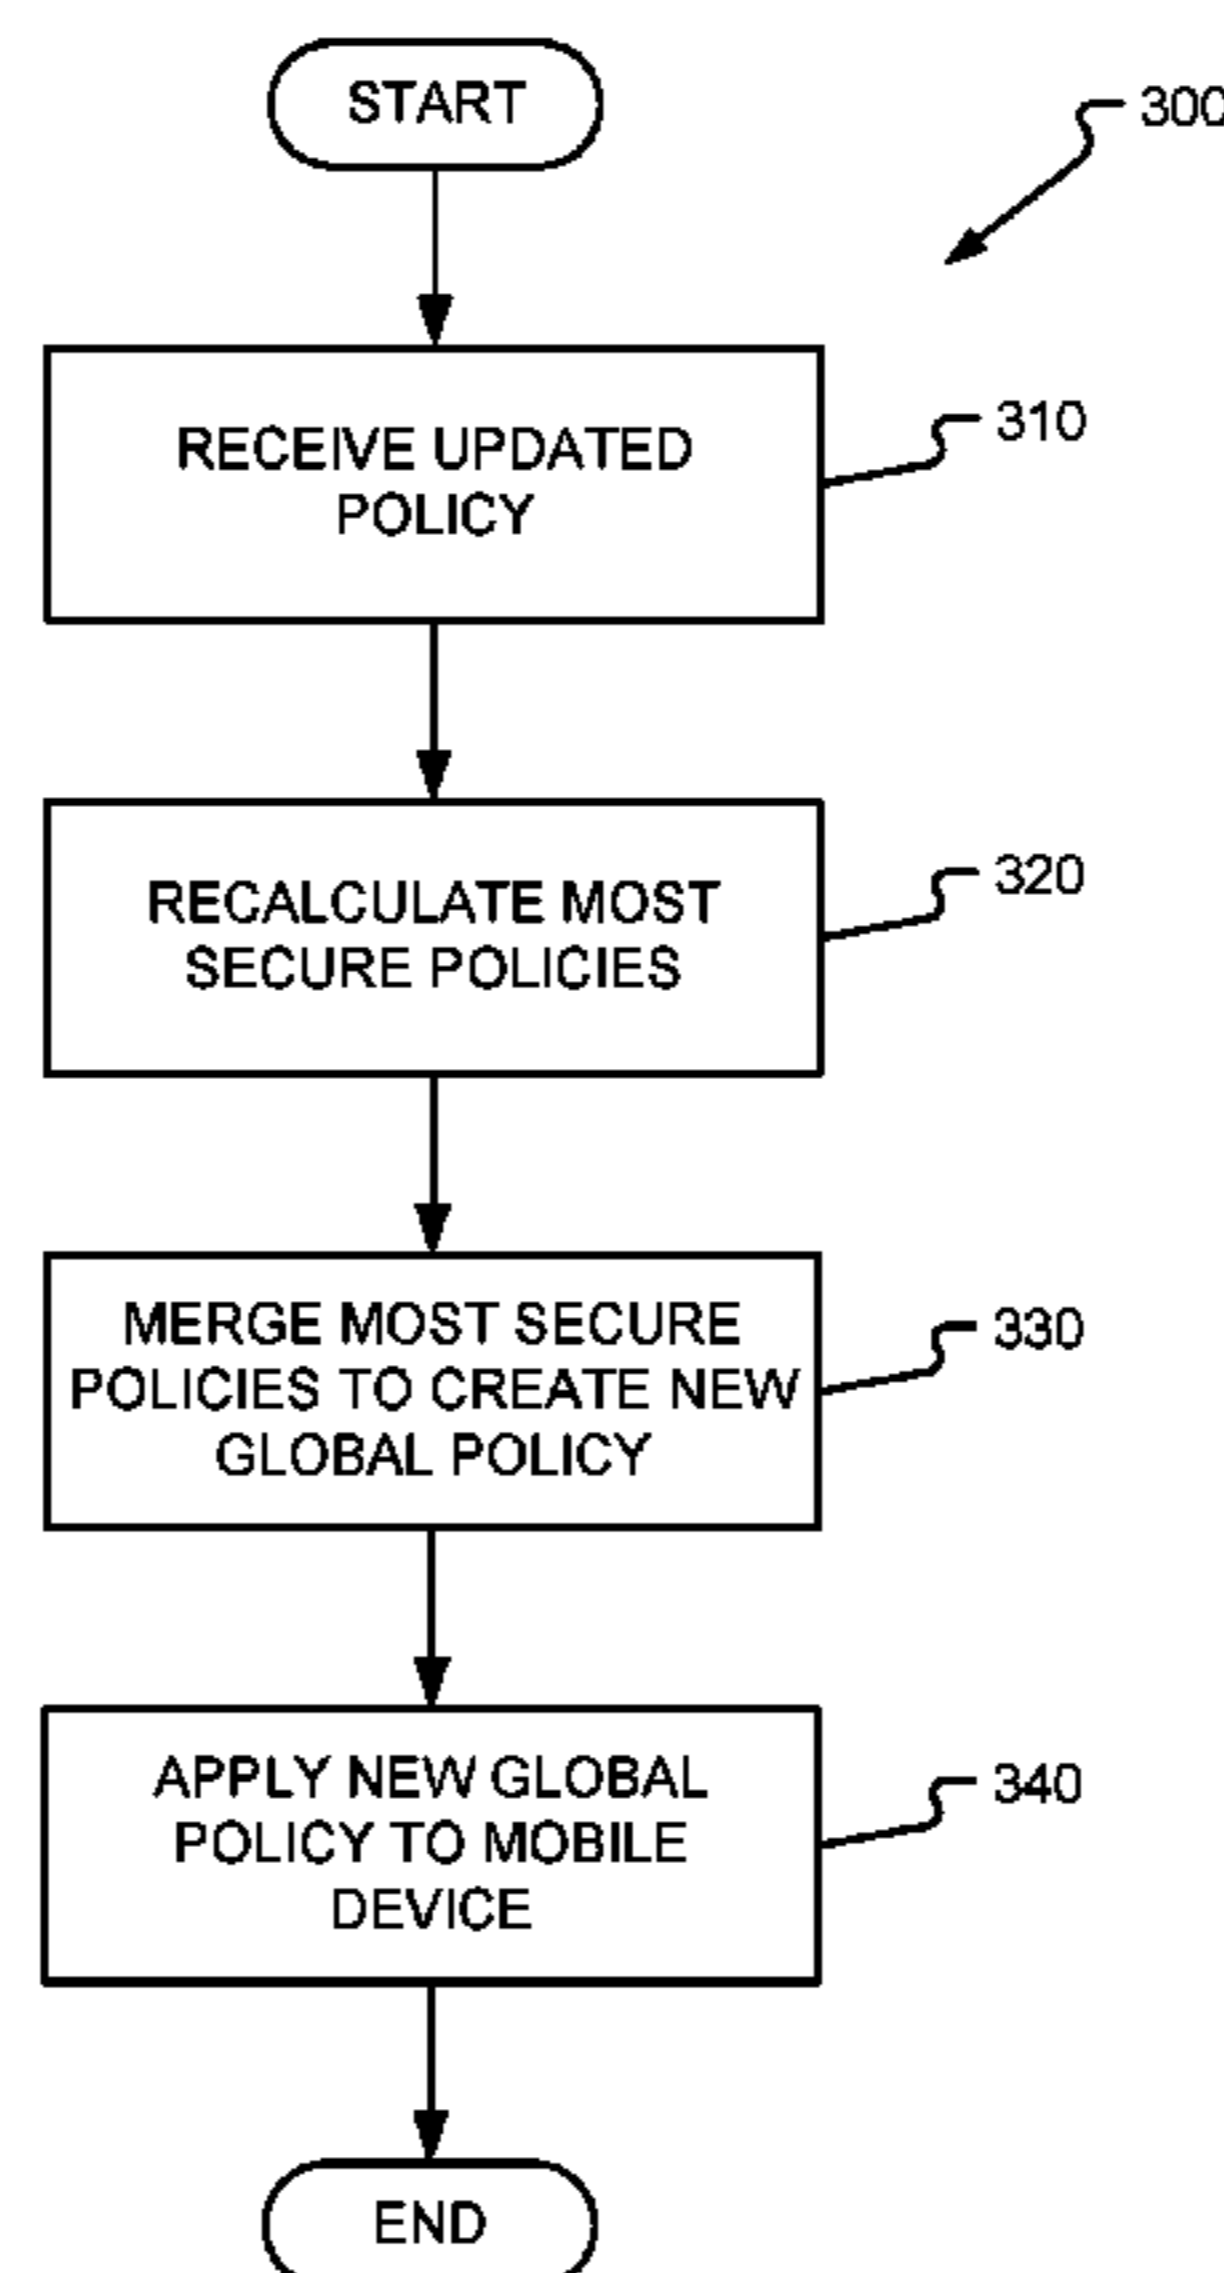 START
300
RECEIVE UPDATED
POLICY
310
RECALCULATE MOST
SECURE POLICIES
320
MERGE MOST SECURE
POLICIES TO CREATE NEW
GLOBAL POLICY
330
APPLY NEW GLOBAL
POLICY TO MOBILE
DEVICE
340
END